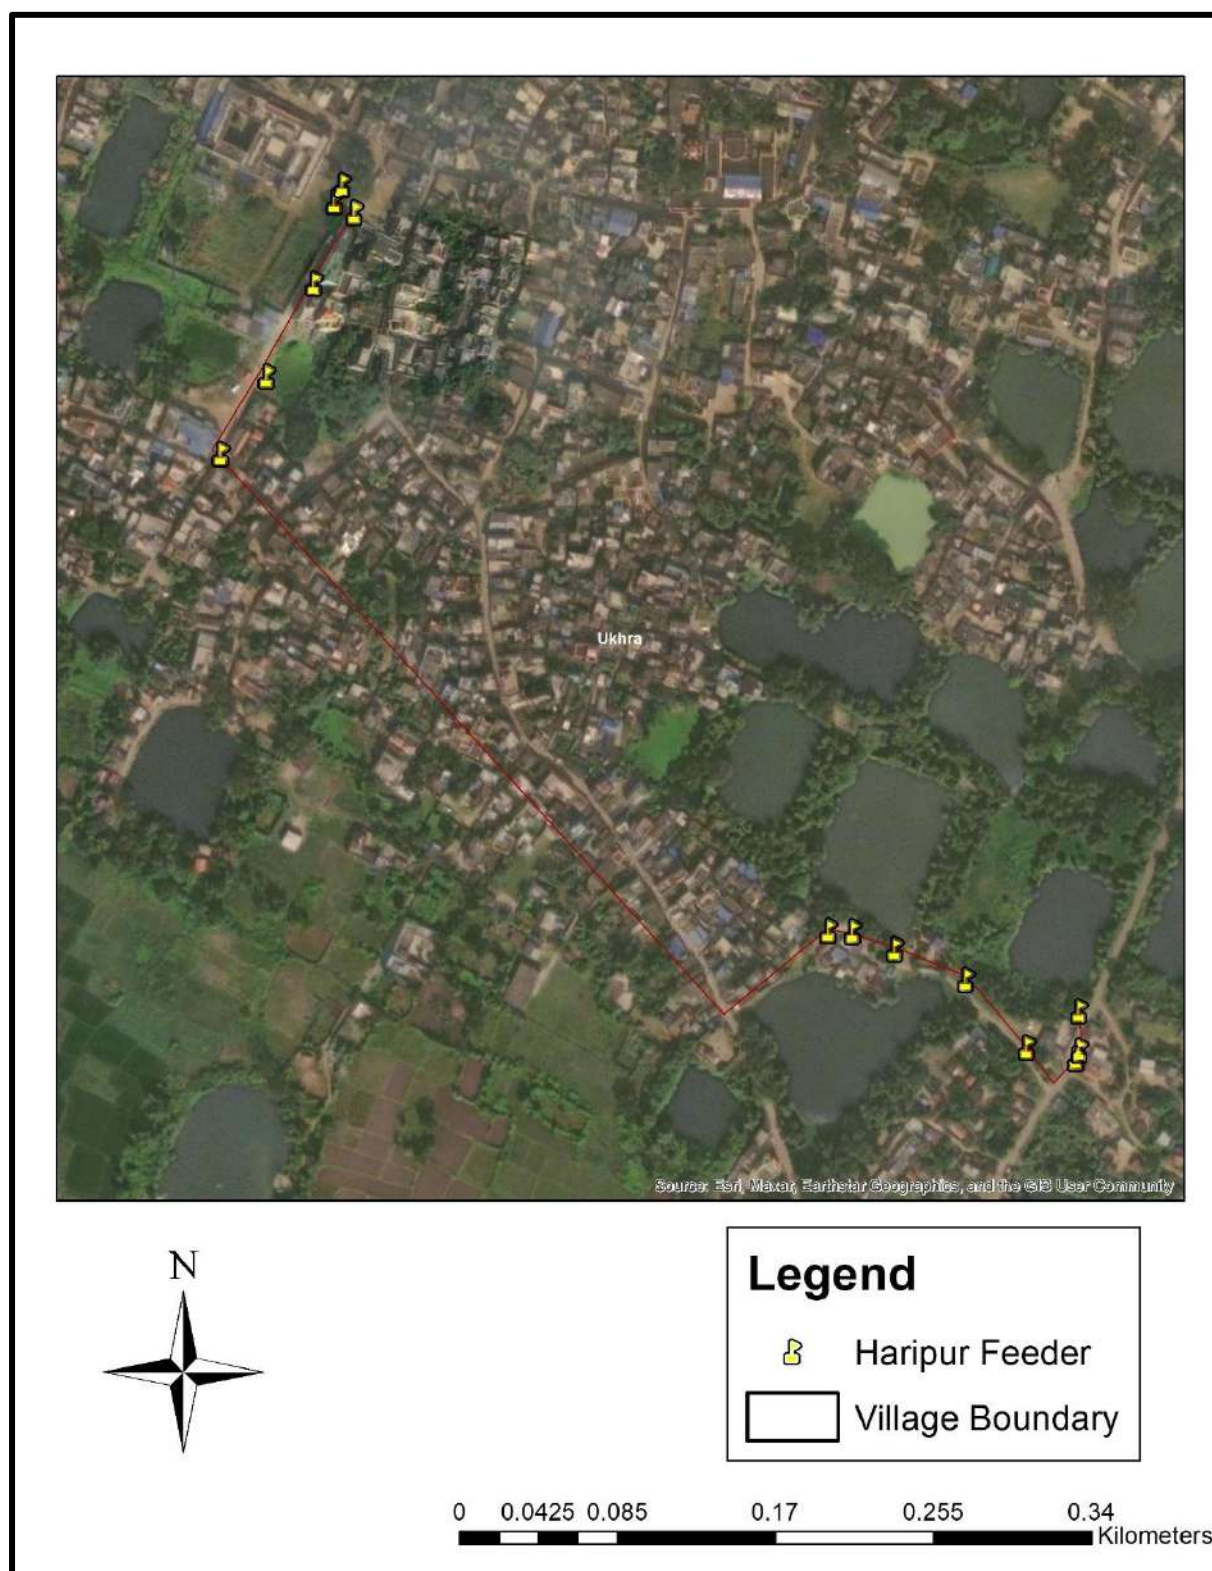 Ukhra
Source: Esri, Maxar, Earthstar Geographics, and the GIS User Community
N
Legend
Haripur Feeder
Village Boundary
0 0.0425 0.085 0.17 0.255 0.34
Kilometers